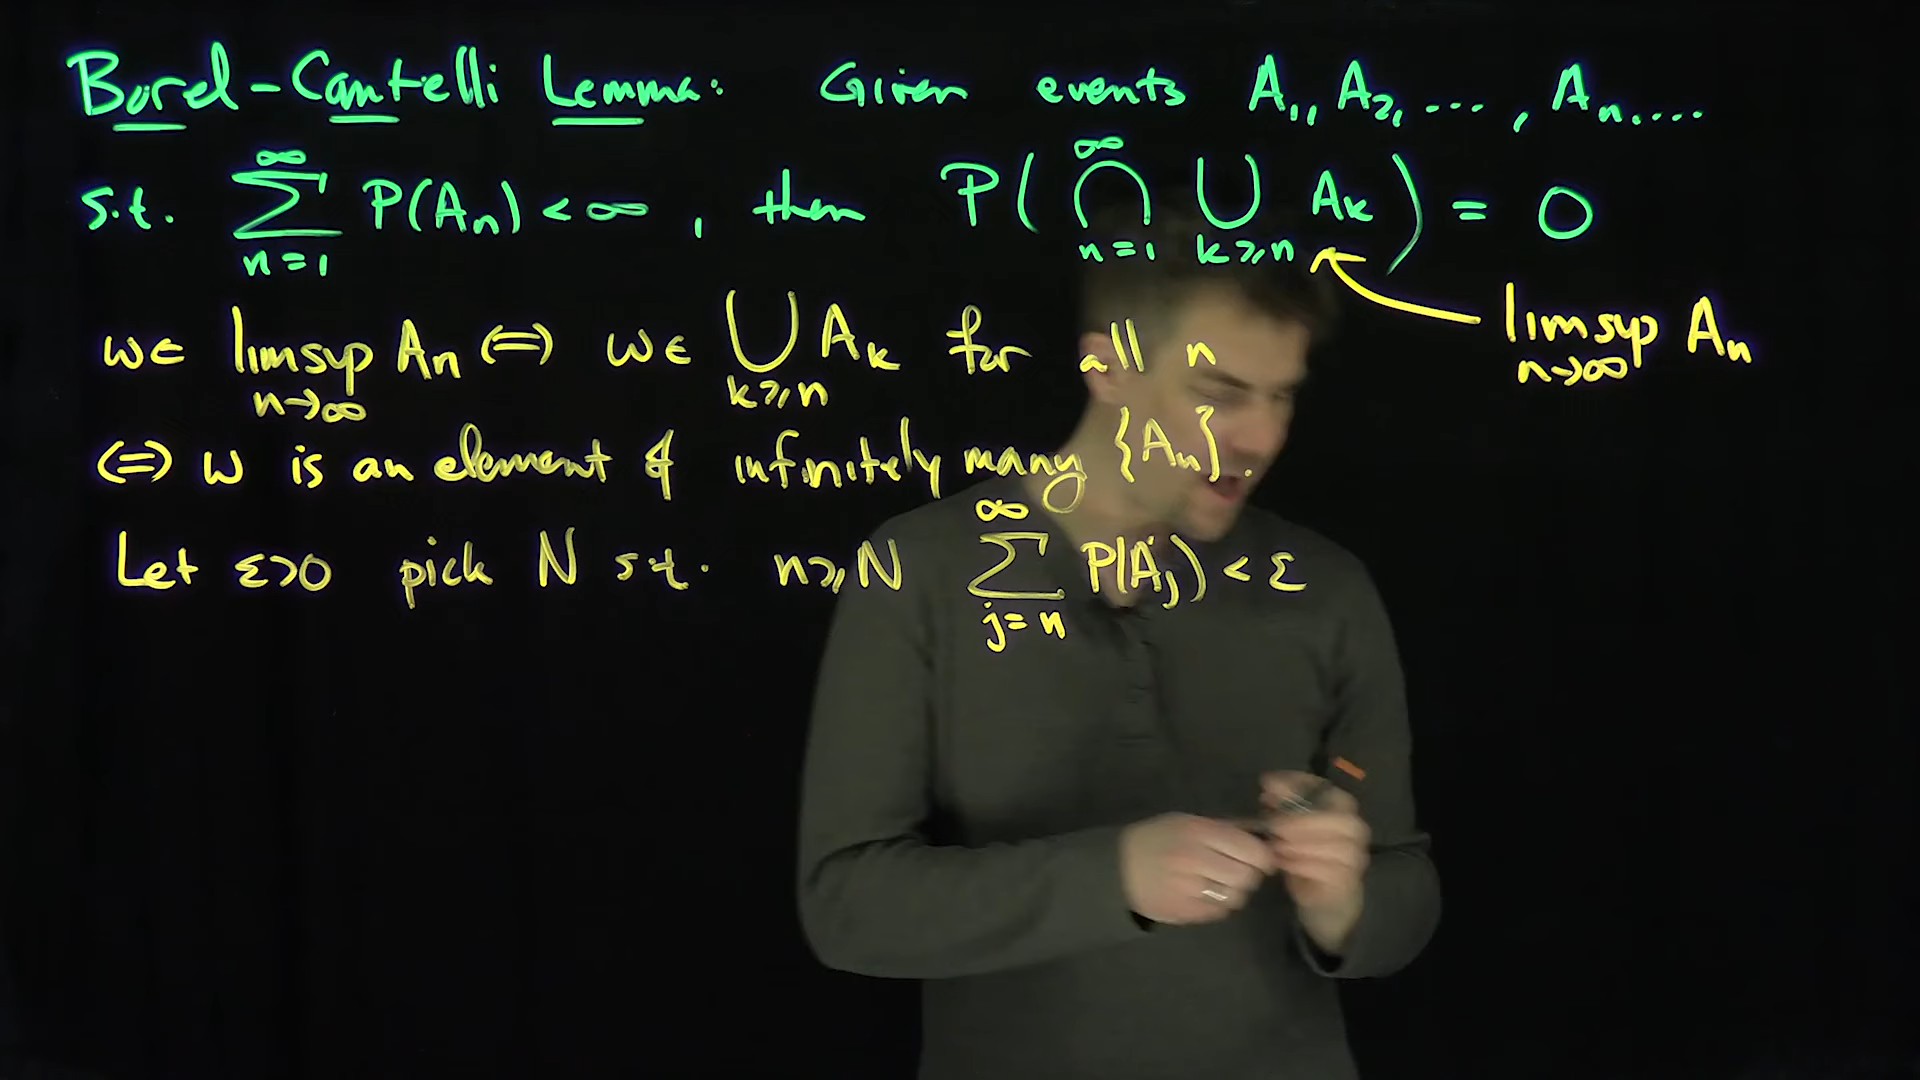 Borel-Cantelli Lemma: Given events A₁, A₂, ..., Aₙ, ...
s.t. ∑_{n=1}^{∞} P(Aₙ) < ∞, then P( ⋂_{n=1}^{∞} ⋃_{k≥n} Aₖ ) = 0
limsup_{n→∞} Aₙ
ω ∈ limsup_{n→∞} Aₙ ⇔ ω ∈ ⋃_{k≥n} Aₖ for all n
⇔ ω is an element of infinitely many {Aₙ}.
Let ε>0 pick N s.t. n≥N ∑_{j=n}^{∞} P(Aⱼ) < ε